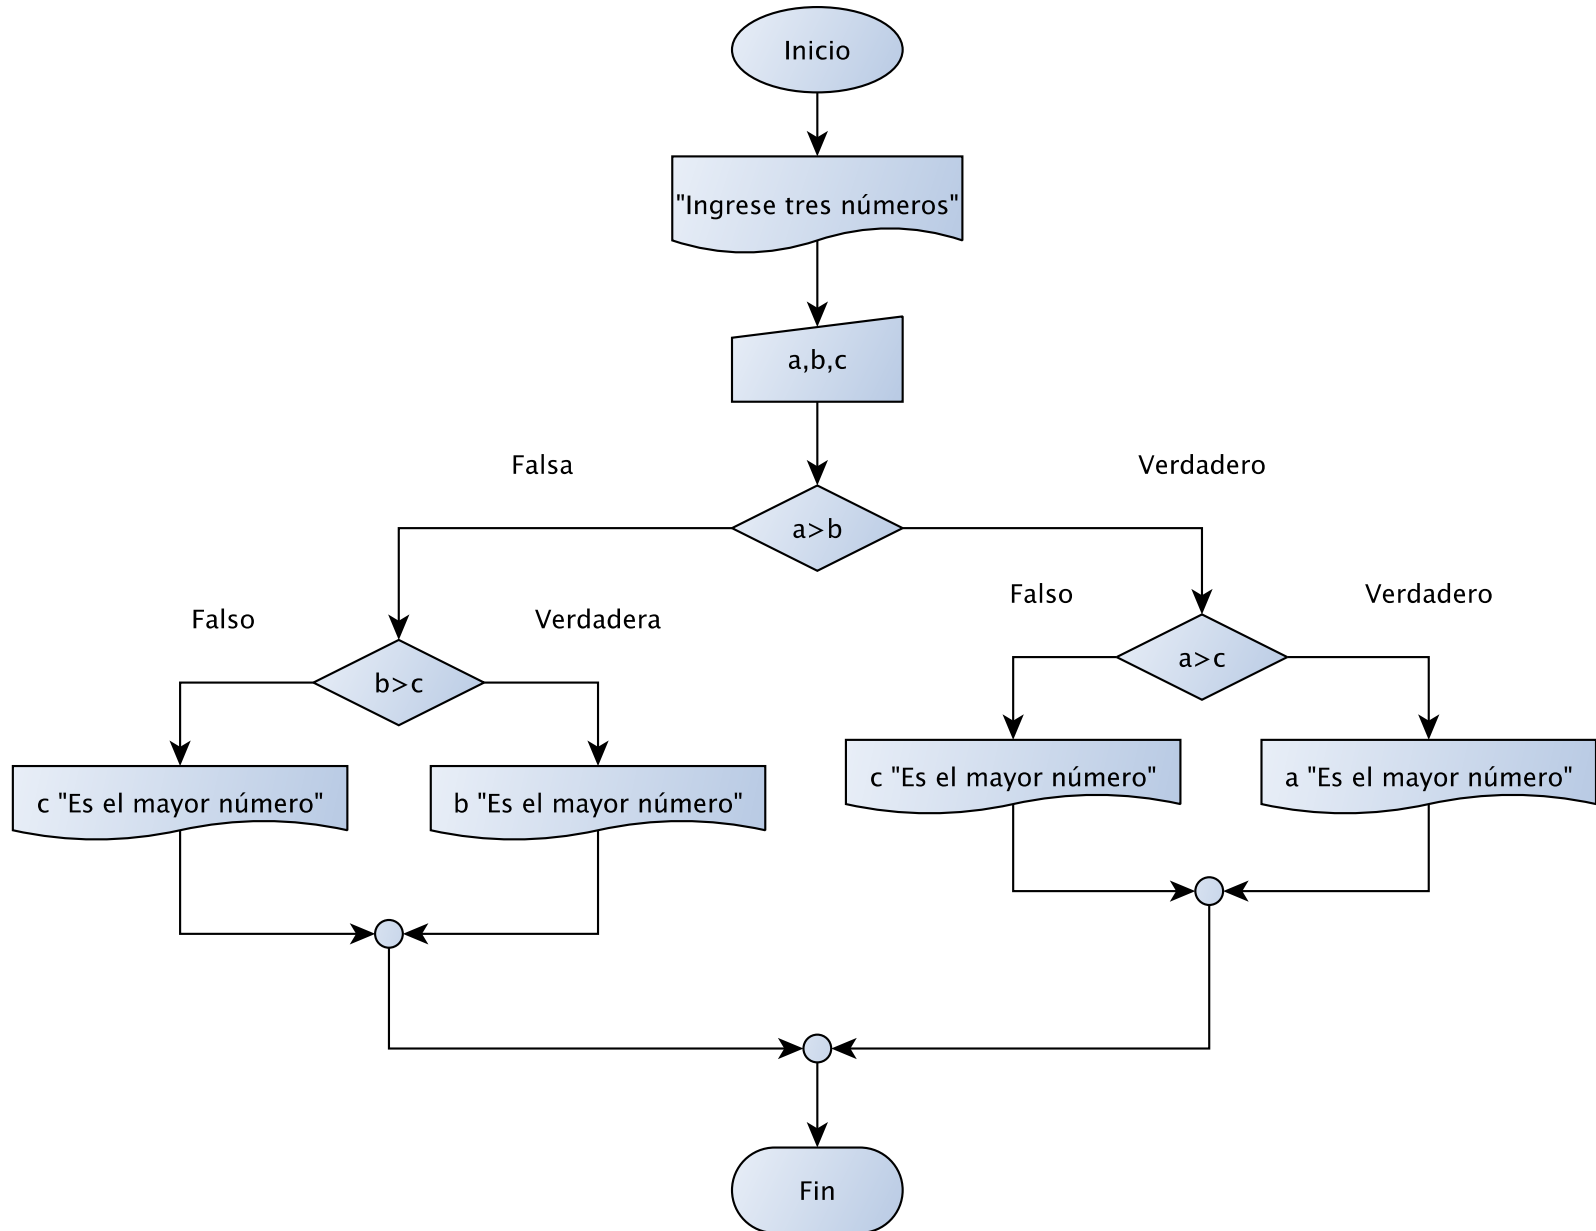 Inicio
"Ingrese tres números"
a,b,c
Falsa
Verdadero
a>b
Falso
Verdadera
b>c
c "Es el mayor número"
b "Es el mayor número"
Falso
Verdadero
a>c
c "Es el mayor número"
a "Es el mayor número"
Fin